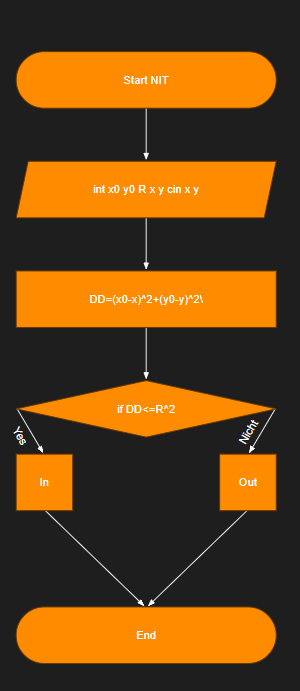 Start NIT
int x0 y0 R x y cin x y
DD=(x0-x)^2+(y0-y)^2\
if DD<=R^2
Yes
Nicht
In
Out
End